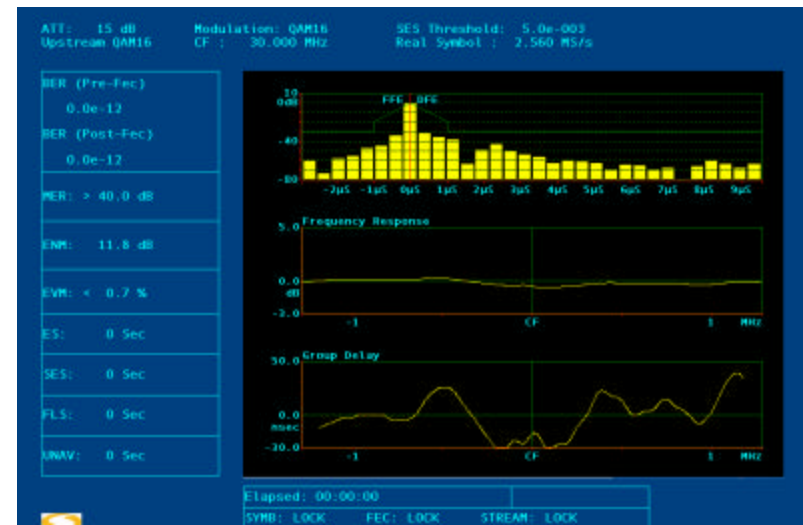 ATT: 15 dB Modulation: QAM16 SES Threshold: 5.0e-003
Upstream QAM16 CF : 30.000 MHz Real Symbol : 2.560 MS/s
BER (Pre-Fec)
0.0e-12
BER (Post-Fec)
0.0e-12
MER: > 40.0 dB
ENM: 11.8 dB
EVM: < 0.7 %
ES: 0 Sec
SES: 0 Sec
FLS: 0 Sec
UNAV: 0 Sec
10
0dB
FFE DFE
-40
-80
-2µS -1µS 0µS 1µS 2µS 3µS 4µS 5µS 6µS 7µS 8µS 9µS
5.0 Frequency Response
0.0
dB
-3.0
-1 CF 1 MHz
50.0 Group Delay
0.0
nsec
-30.0
-1 CF 1 MHz
Elapsed: 00:00:00
SYMB: LOCK FEC: LOCK STREAM: LOCK